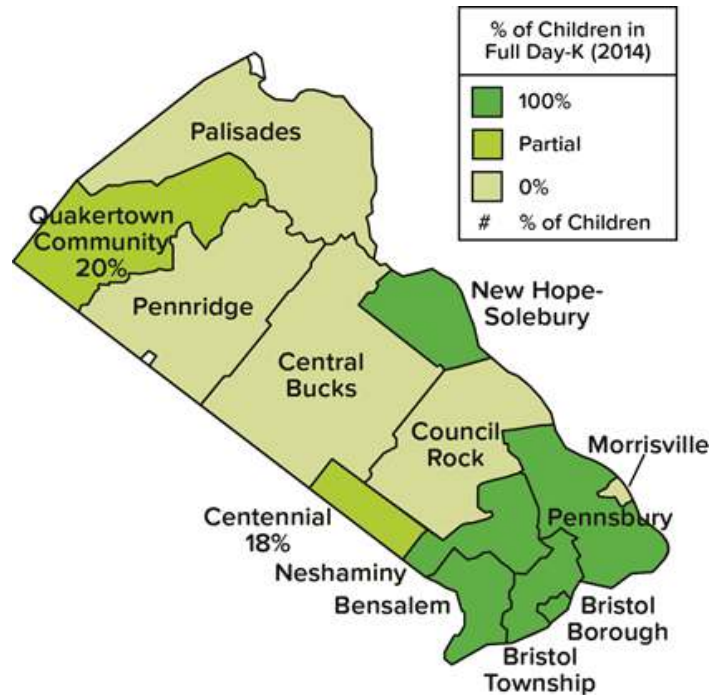 % of Children in
Full Day-K (2014)
100%
Partial
0%
# % of Children
Palisades
Quakertown
Community
20%
Pennridge
New Hope-
Solebury
Central
Bucks
Council
Rock
Morrisville
Centennial
18%
Pennsbury
Neshaminy
Bensalem
Bristol
Borough
Bristol
Township